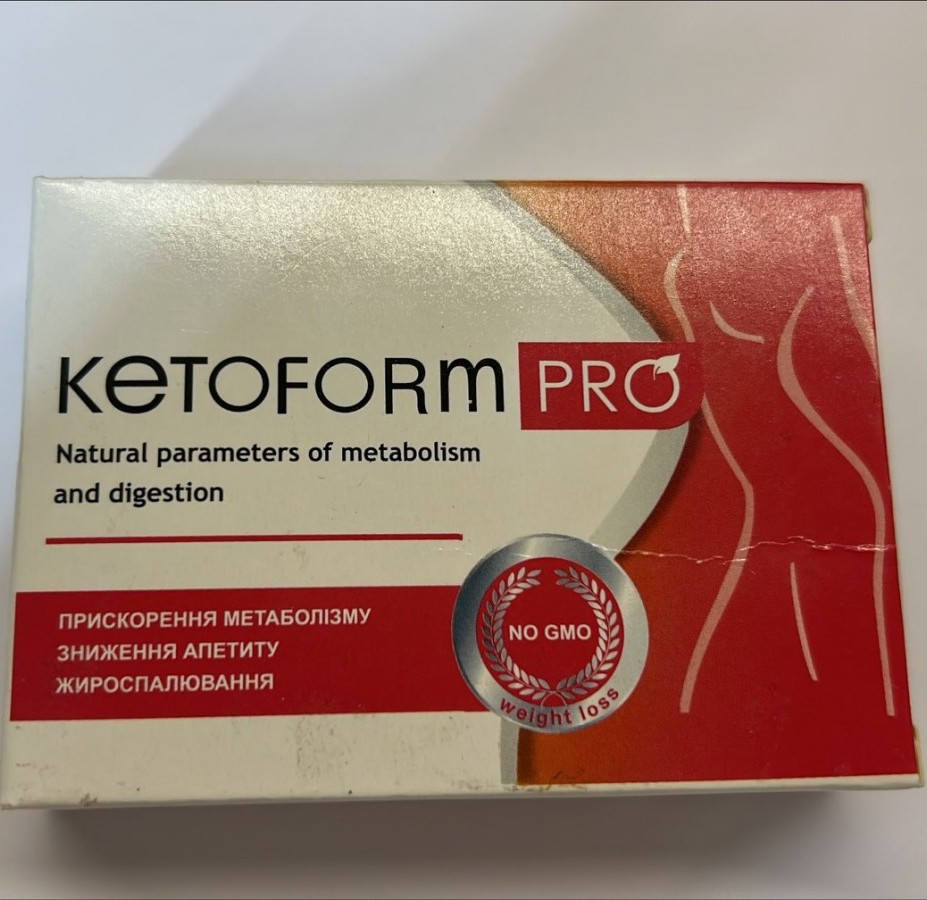 KETOFORM PRO
Natural parameters of metabolism
and digestion
ПРИСКОРЕННЯ МЕТАБОЛІЗМУ
ЗНИЖЕННЯ АПЕТИТУ
ЖИРОСПАЛЮВАННЯ
NO GMO
weight loss